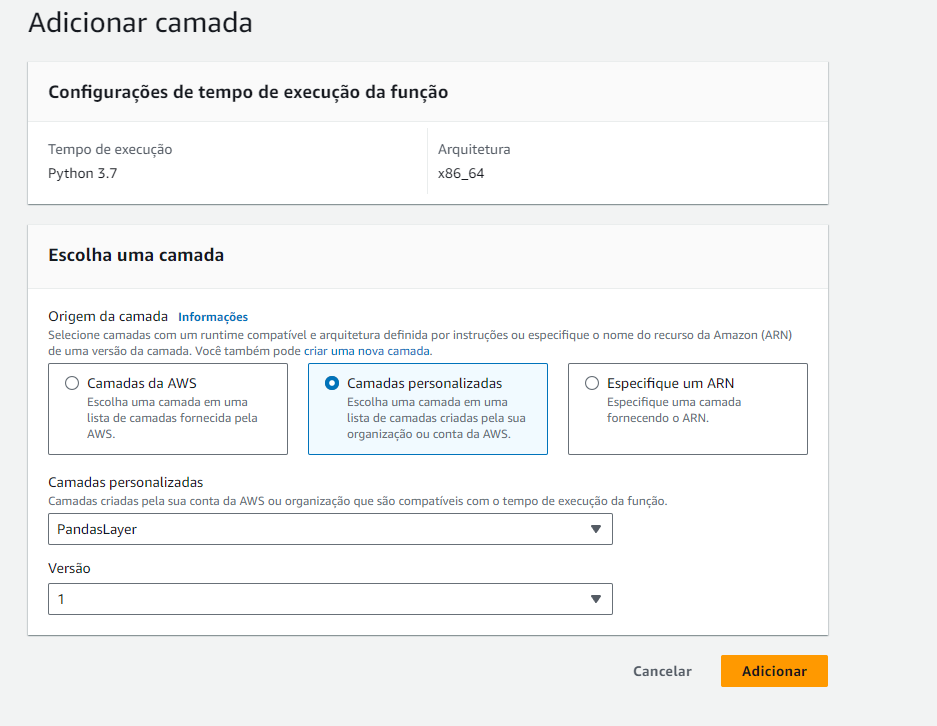 Adicionar camada
Configurações de tempo de execução da função
Tempo de execução
Python 3.7
Arquitetura
x86_64
Escolha uma camada
Origem da camada Informações
Selecione camadas com um runtime compatível e arquitetura definida por instruções ou especifique o nome do recurso da Amazon (ARN)
de uma versão da camada. Você também pode criar uma nova camada.
Camadas da AWS
Escolha uma camada em uma
lista de camadas fornecida pela
AWS.
Camadas personalizadas
Escolha uma camada em uma
lista de camadas criadas pela sua
organização ou conta da AWS.
Especifique um ARN
Especifique uma camada
fornecendo o ARN.
Camadas personalizadas
Camadas criadas pela sua conta da AWS ou organização que são compatíveis com o tempo de execução da função.
PandasLayer
Versão
1
Cancelar
Adicionar